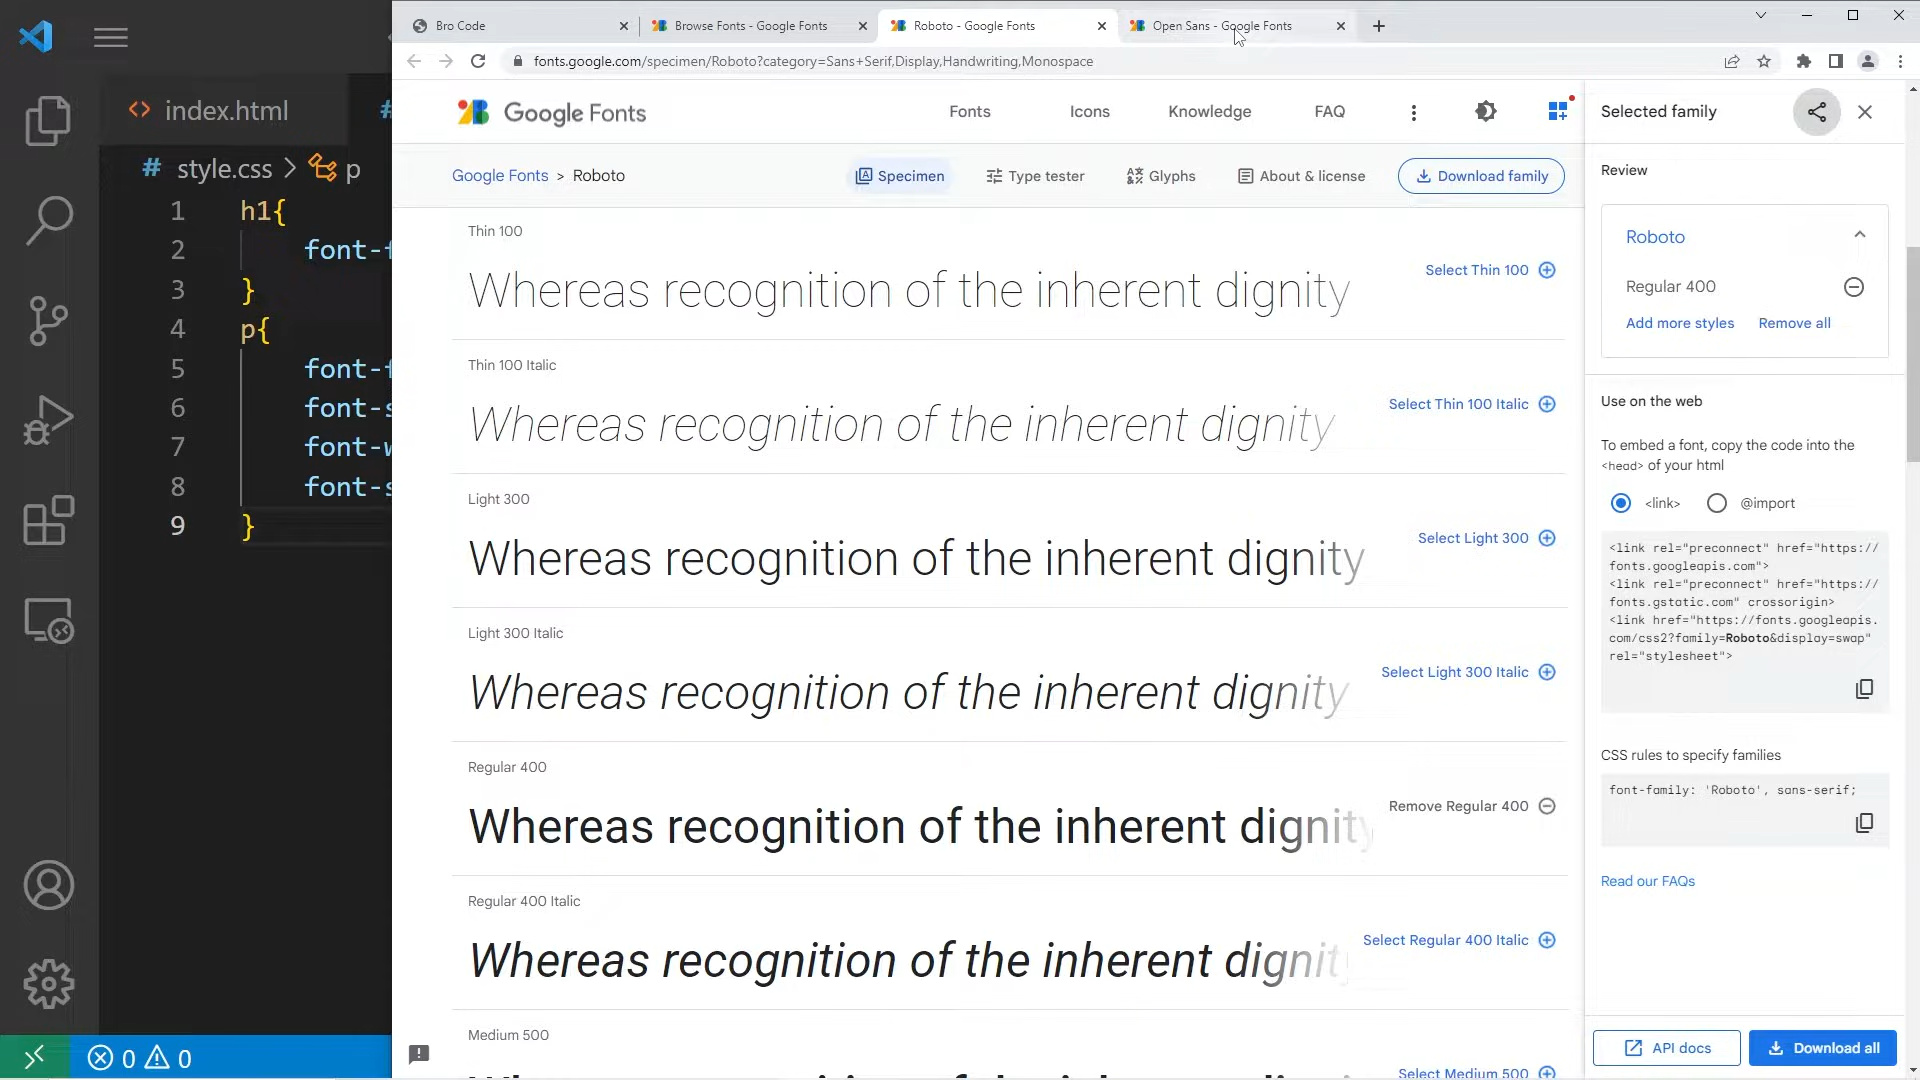 Bro Code
Browse Fonts - Google Fonts
Roboto - Google Fonts
Open Sans - Google Fonts
fonts.google.com/specimen/Roboto?category=Sans+Serif,Display,Handwriting,Monospace
index.html
#
# style.css > p
1 h1{
2 font-f
3 }
4 p{
5 font-f
6 font-s
7 font-w
8 font-s
9 }
0 0
Google Fonts
Fonts
Icons
Knowledge
FAQ
Google Fonts > Roboto
Specimen
Type tester
Glyphs
About & license
Download family
Thin 100
Whereas recognition of the inherent dignity
Select Thin 100
Thin 100 Italic
Whereas recognition of the inherent dignity
Select Thin 100 Italic
Light 300
Whereas recognition of the inherent dignity
Select Light 300
Light 300 Italic
Whereas recognition of the inherent dignity
Select Light 300 Italic
Regular 400
Whereas recognition of the inherent dignity
Remove Regular 400
Regular 400 Italic
Whereas recognition of the inherent dignit
Select Regular 400 Italic
Medium 500
Select Medium 500
Selected family
Review
Roboto
Regular 400
Add more styles Remove all
Use on the web
To embed a font, copy the code into the
<head> of your html
<link> @import
<link rel="preconnect" href="https://
fonts.googleapis.com">
<link rel="preconnect" href="https://
fonts.gstatic.com" crossorigin>
<link href="https://fonts.googleapis.
com/css2?family=Roboto&display=swap"
rel="stylesheet">
CSS rules to specify families
font-family: 'Roboto', sans-serif;
Read our FAQs
API docs
Download all